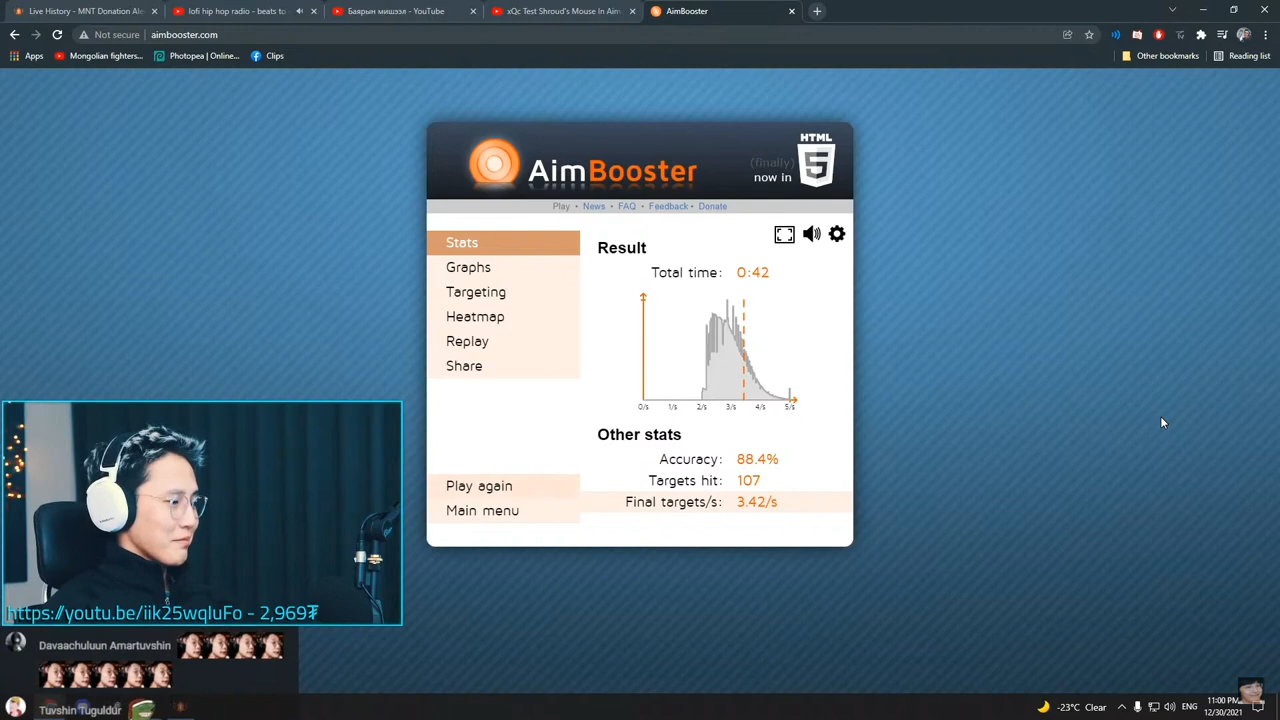 Live History - MNT Donation Ale
lofi hip hop radio - beats to
Баярын мишээл - YouTube
xQc Test Shroud's Mouse in Aim
AimBooster
Not secure
aimbooster.com
Apps
Mongolian fighters...
Photopea | Online...
Clips
Other bookmarks
Reading list
AimBooster
HTML
5
(finally)
now in
Play • News • FAQ • Feedback • Donate
Stats
Graphs
Targeting
Heatmap
Replay
Share
Play again
Main menu
Result
Total time: 0:42
0/s 1/s 2/s 3/s 4/s 5/s
Other stats
Accuracy: 88.4%
Targets hit: 107
Final targets/s: 3.42/s
https://youtu.be/iik25wqluFo - 2,969₮
Davaachuluun Amartuvshin
Tuvshin Tuguldur
-23°C Clear
ENG
11:00 PM
12/30/2021